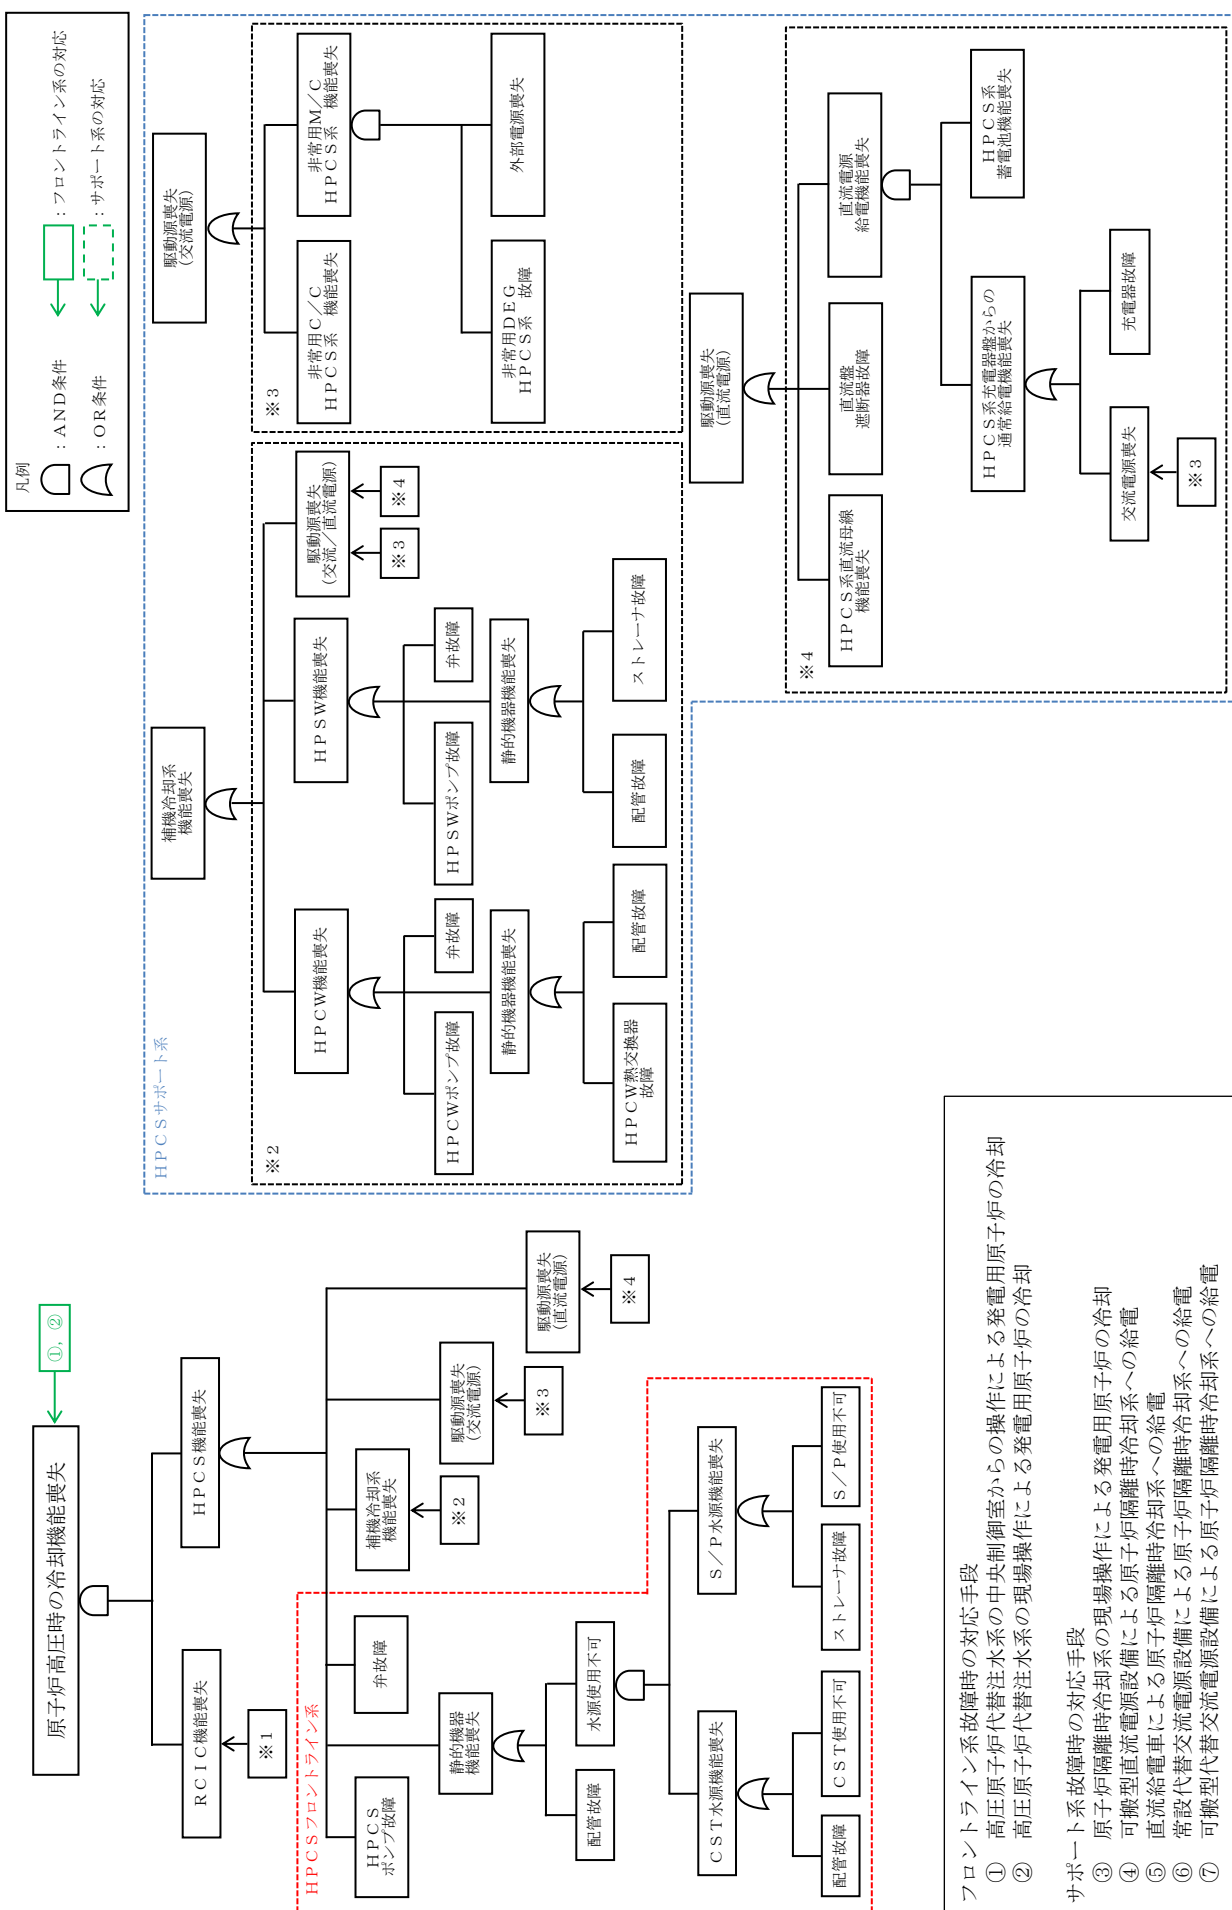 凡例
：AND条件
：OR条件
：フロントライン系の対応
：サポート系の対応
原子炉高圧時の冷却機能喪失
①，②
RCIC機能喪失
※1
HPCS機能喪失
HPCSフロントライン系
HPCS
ポンプ故障
弁故障
補機冷却系
機能喪失
※2
駆動源喪失
(交流電源)
※3
駆動源喪失
(直流電源)
※4
静的機器
機能喪失
配管故障
水源使用不可
CST水源機能喪失
S／P水源機能喪失
配管故障
CST使用不可
ストレーナ故障
S／P使用不可
HPCSサポート系
補機冷却系
機能喪失
※2
HPCW機能喪失
HPSW機能喪失
駆動源喪失
(交流／直流電源)
※3
※4
HPCWポンプ故障
弁故障
HPSWポンプ故障
弁故障
静的機器機能喪失
静的機器機能喪失
HPCW熱交換器
故障
配管故障
配管故障
ストレーナ故障
駆動源喪失
(交流電源)
※3
非常用C／C
HPCS系 機能喪失
非常用M／C
HPCS系 機能喪失
非常用DEG
HPCS系 故障
外部電源喪失
駆動源喪失
(直流電源)
※4
HPCS系直流母線
機能喪失
直流盤
遮断器故障
直流電源
給電機能喪失
HPCS系充電器盤からの
通常給電機能喪失
HPCS系
蓄電池機能喪失
交流電源喪失
充電器故障
※3
フロントライン系故障時の対応手段
① 高圧原子炉代替注水系の中央制御室からの操作による発電用原子炉の冷却
② 高圧原子炉代替注水系の現場操作による発電用原子炉の冷却
サポート系故障時の対応手段
③ 原子炉隔離時冷却系の現場操作による発電用原子炉の冷却
④ 可搬型直流電源設備による原子炉隔離時冷却系への給電
⑤ 直流給電車による原子炉隔離時冷却系への給電
⑥ 常設代替交流電源設備による原子炉隔離時冷却系への給電
⑦ 可搬型代替交流電源設備による原子炉隔離時冷却系への給電